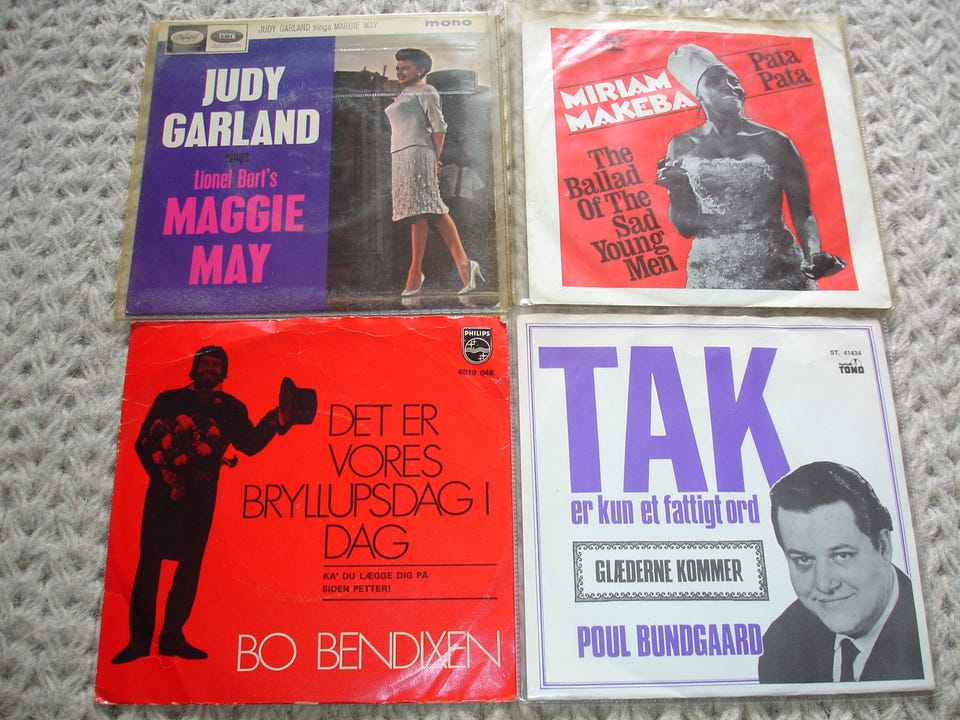 JUDY GARLAND sings MAGGIE MAY
mono
JUDY
GARLAND
sings
Lionel Bart's
MAGGIE
MAY
MIRIAM
MAKEBA
Pata
Pata
The
Ballad
Of The
Sad
Young
Men
PHILIPS
6019 046
DET ER
VORES
BRYLLUPSDAG I
DAG
KA' DU LÆGGE DIG PÅ
SIDEN PETTER!
BO BENDIXEN
ST. 41434
TONO
TAK
er kun et fattigt ord
GLÆDERNE KOMMER
POUL BUNDGAARD